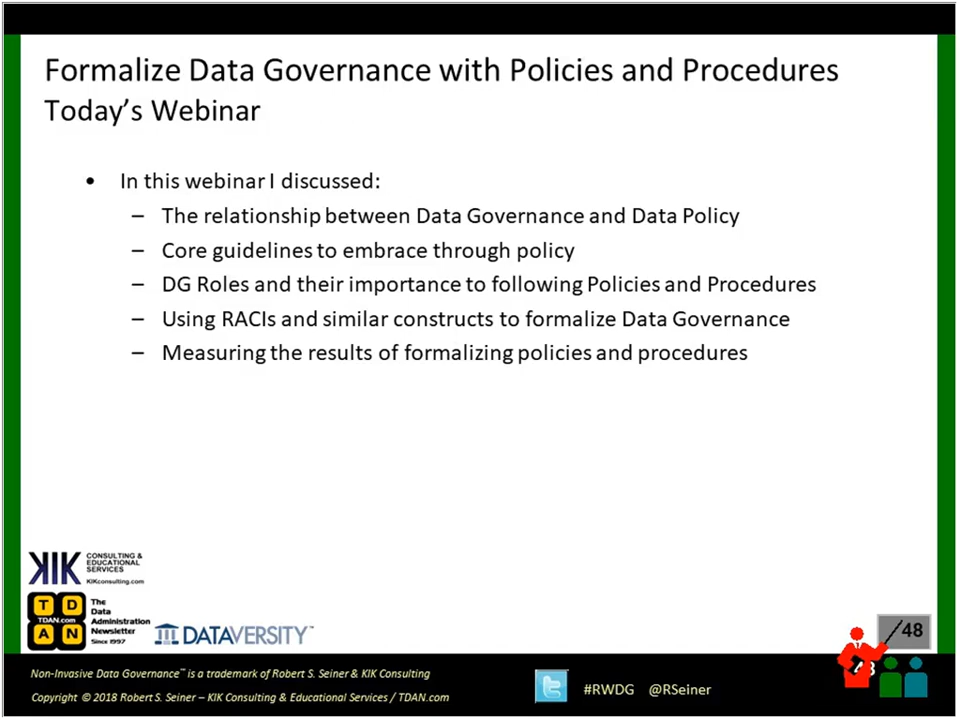 Formalize Data Governance with Policies and Procedures
Today's Webinar
• In this webinar I discussed:
– The relationship between Data Governance and Data Policy
– Core guidelines to embrace through policy
– DG Roles and their importance to following Policies and Procedures
– Using RACIs and similar constructs to formalize Data Governance
– Measuring the results of formalizing policies and procedures
KIK
CONSULTING &
EDUCATIONAL
SERVICES
KIKconsulting.com
T D
TDAN.com
A N
The
Data
Administration
Newsletter
Since 1997
DATAVERSITY™
/48
Non-Invasive Data Governance™ is a trademark of Robert S. Seiner & KIK Consulting
Copyright © 2018 Robert S. Seiner – KIK Consulting & Educational Services / TDAN.com
#RWDG @RSeiner